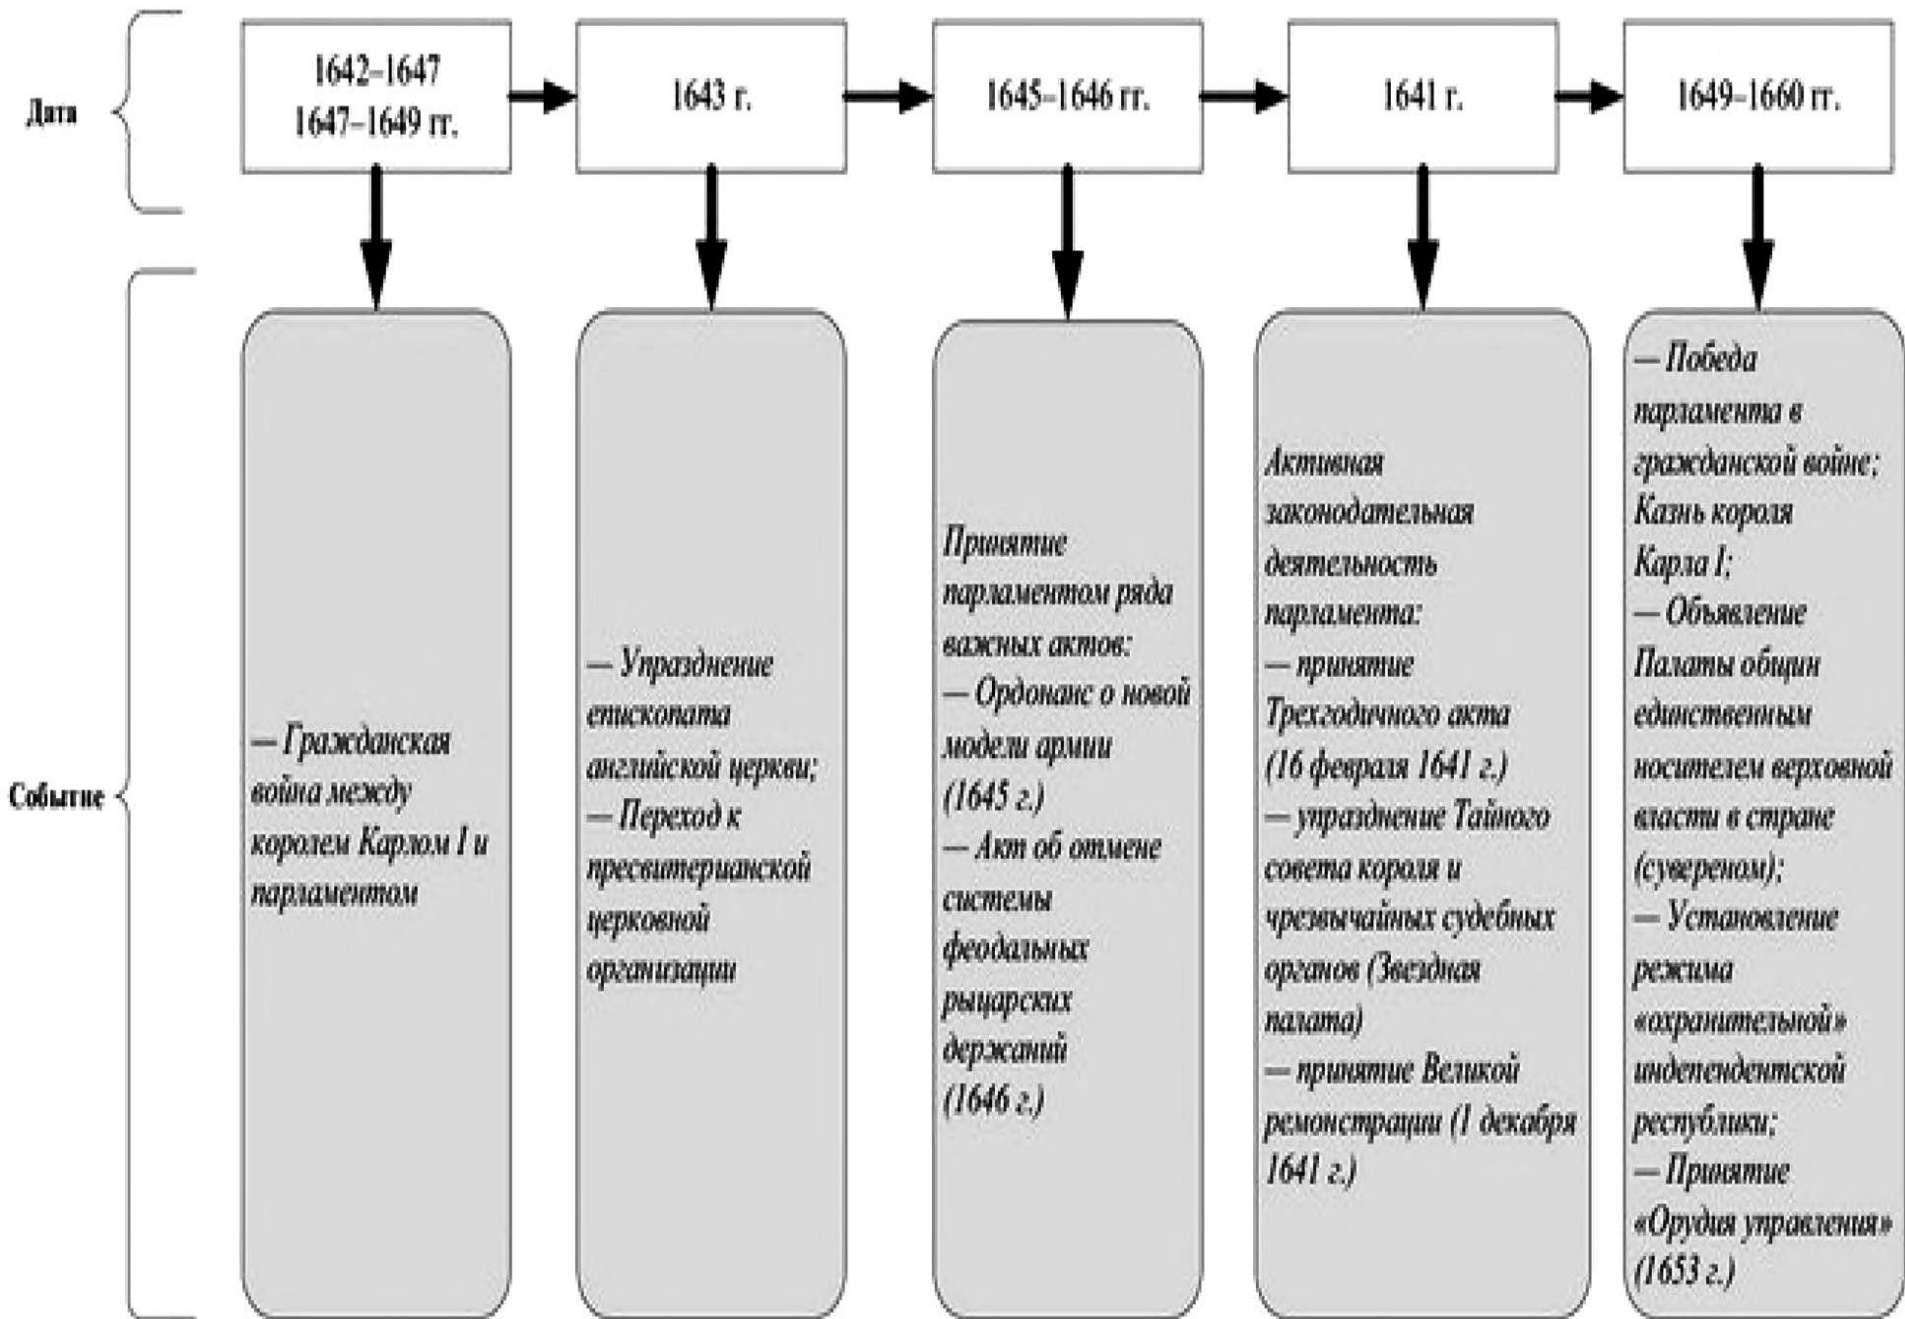 Дата
1642–1647
1647–1649 гг.
1643 г.
1645–1646 гг.
1641 г.
1649–1660 гг.
Событие
— Гражданская
война между
королем Карлом I и
парламентом
— Упразднение
епископата
английской церкви;
— Переход к
пресвитерианской
церковной
организации
Принятие
парламентом ряда
важных актов:
— Ордонанс о новой
модели армии
(1645 г.)
— Акт об отмене
системы
феодальных
рыцарских
держаний
(1646 г.)
Активная
законодательная
деятельность
парламента:
— принятие
Трехгодичного акта
(16 февраля 1641 г.)
— упразднение Тайного
совета короля и
чрезвычайных судебных
органов (Звездная
палата)
— принятие Великой
ремонстрации (1 декабря
1641 г.)
— Победа
парламента в
гражданской войне;
Казнь короля
Карла I;
— Объявление
Палаты общин
единственным
носителем верховной
власти в стране
(сувереном);
— Установление
режима
«охранительной»
индепендентской
республики;
— Принятие
«Орудия управления»
(1653 г.)